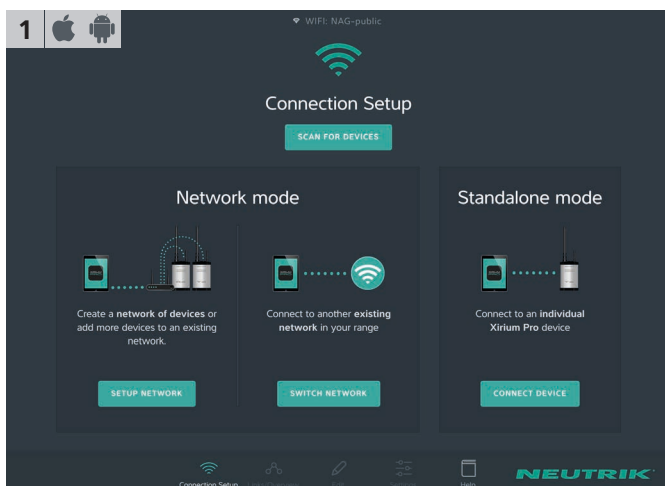 1
WIFI: NAG-public
Connection Setup
SCAN FOR DEVICES
Network mode
Create a network of devices or
add more devices to an existing
network.
SETUP NETWORK
Connect to another existing
network in your range
SWITCH NETWORK
Standalone mode
Connect to an individual
Xirium Pro device
CONNECT DEVICE
Connection Setup
Help
NEUTRIK